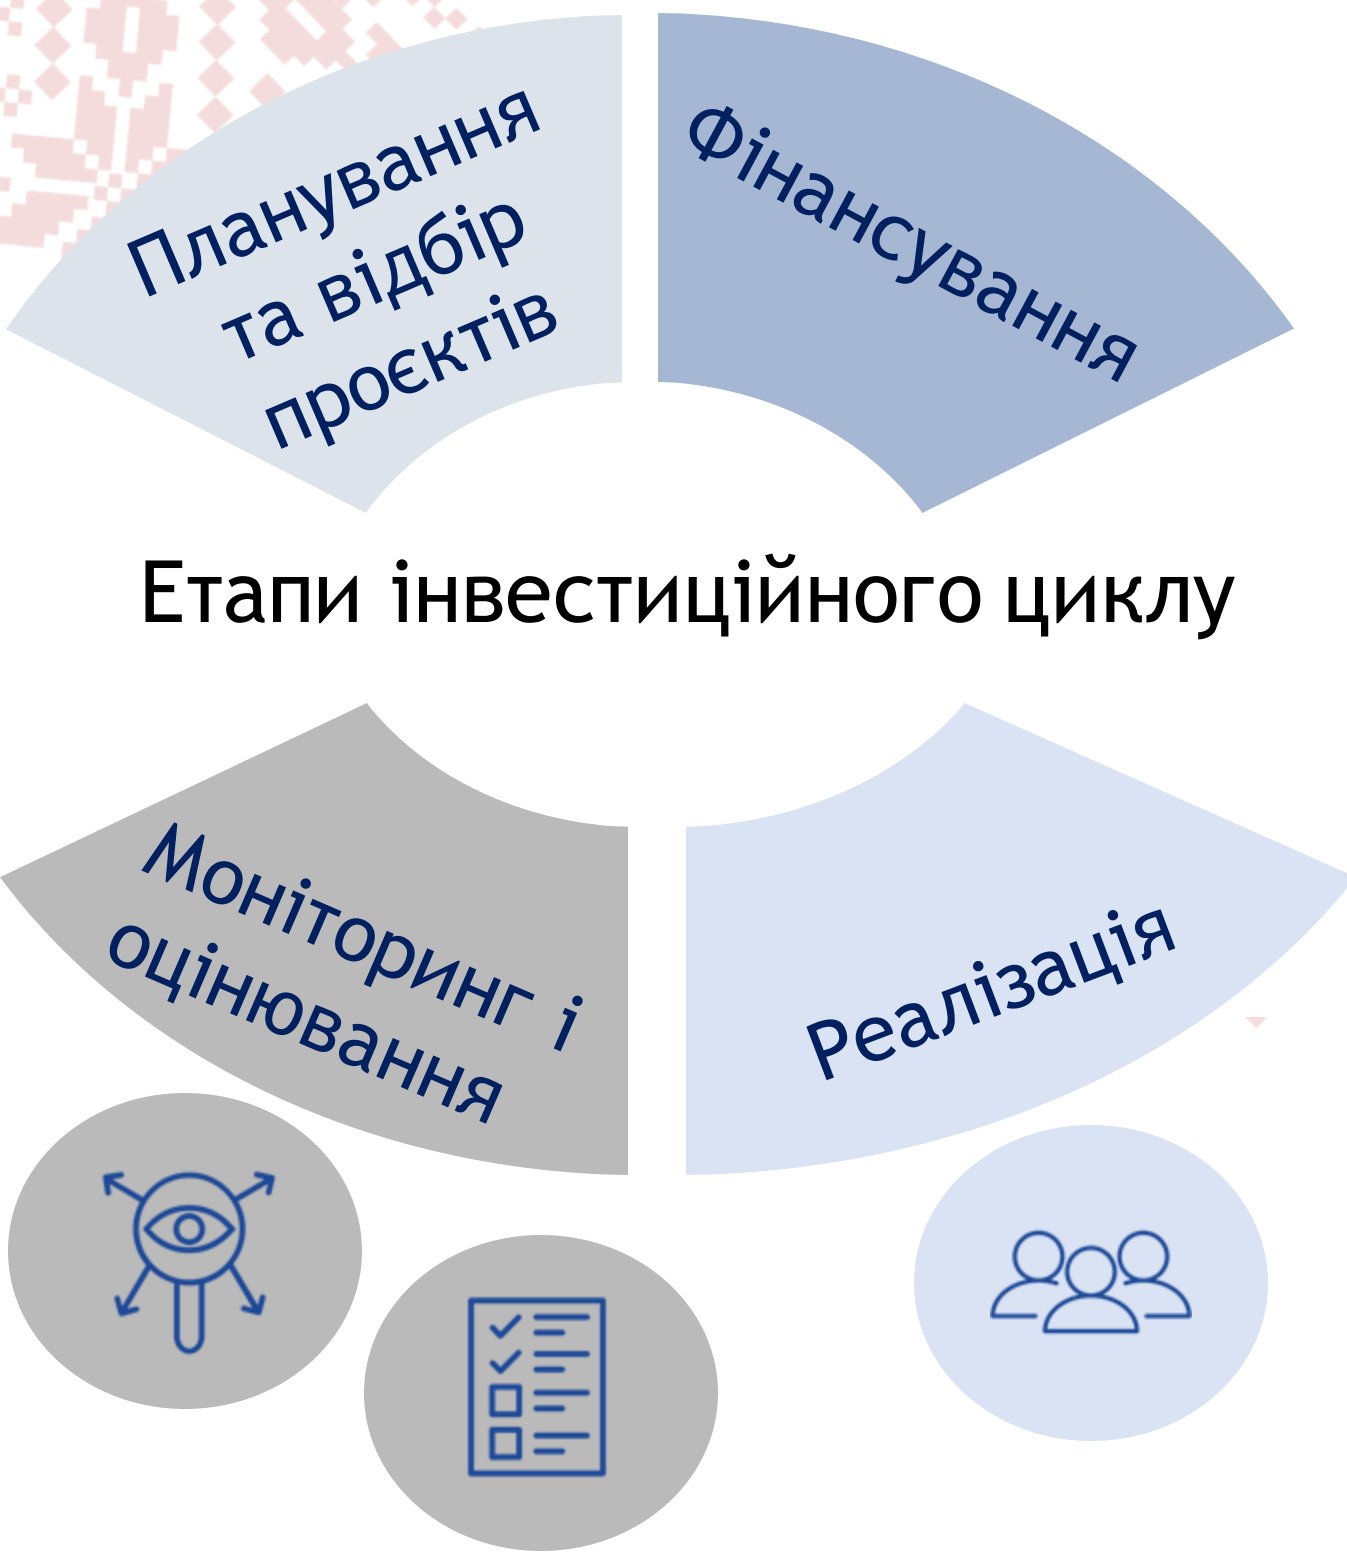 Планування
та відбір
проєктів
Фінансування
Етапи інвестиційного циклу
Моніторинг і
оцінювання
Реалізація